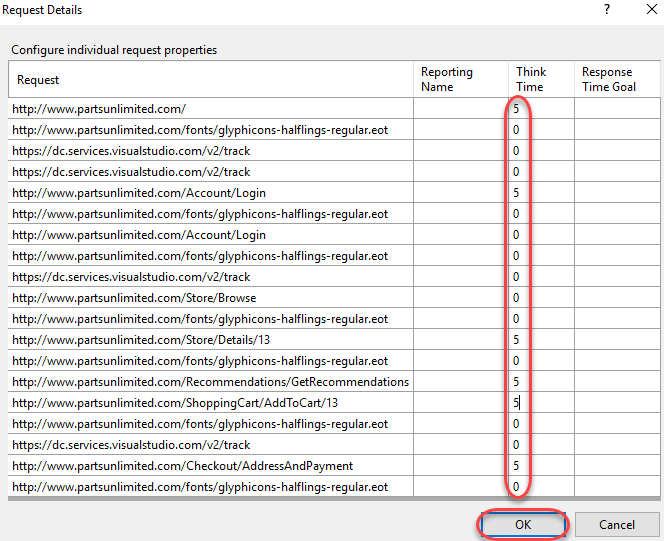 Request Details
?
Configure individual request properties
Request Reporting Name Think Time Response Time Goal
http://www.partsunlimited.com/ 5
http://www.partsunlimited.com/fonts/glyphicons-halflings-regular.eot 0
https://dc.services.visualstudio.com/v2/track 0
https://dc.services.visualstudio.com/v2/track 0
http://www.partsunlimited.com/Account/Login 5
http://www.partsunlimited.com/fonts/glyphicons-halflings-regular.eot 0
http://www.partsunlimited.com/Account/Login 0
http://www.partsunlimited.com/fonts/glyphicons-halflings-regular.eot 0
https://dc.services.visualstudio.com/v2/track 0
http://www.partsunlimited.com/Store/Browse 0
http://www.partsunlimited.com/fonts/glyphicons-halflings-regular.eot 0
http://www.partsunlimited.com/Store/Details/13 5
http://www.partsunlimited.com/fonts/glyphicons-halflings-regular.eot 0
http://www.partsunlimited.com/Recommendations/GetRecommendations 5
http://www.partsunlimited.com/ShoppingCart/AddToCart/13 5
http://www.partsunlimited.com/fonts/glyphicons-halflings-regular.eot 0
https://dc.services.visualstudio.com/v2/track 0
http://www.partsunlimited.com/Checkout/AddressAndPayment 5
http://www.partsunlimited.com/fonts/glyphicons-halflings-regular.eot 0
OK Cancel